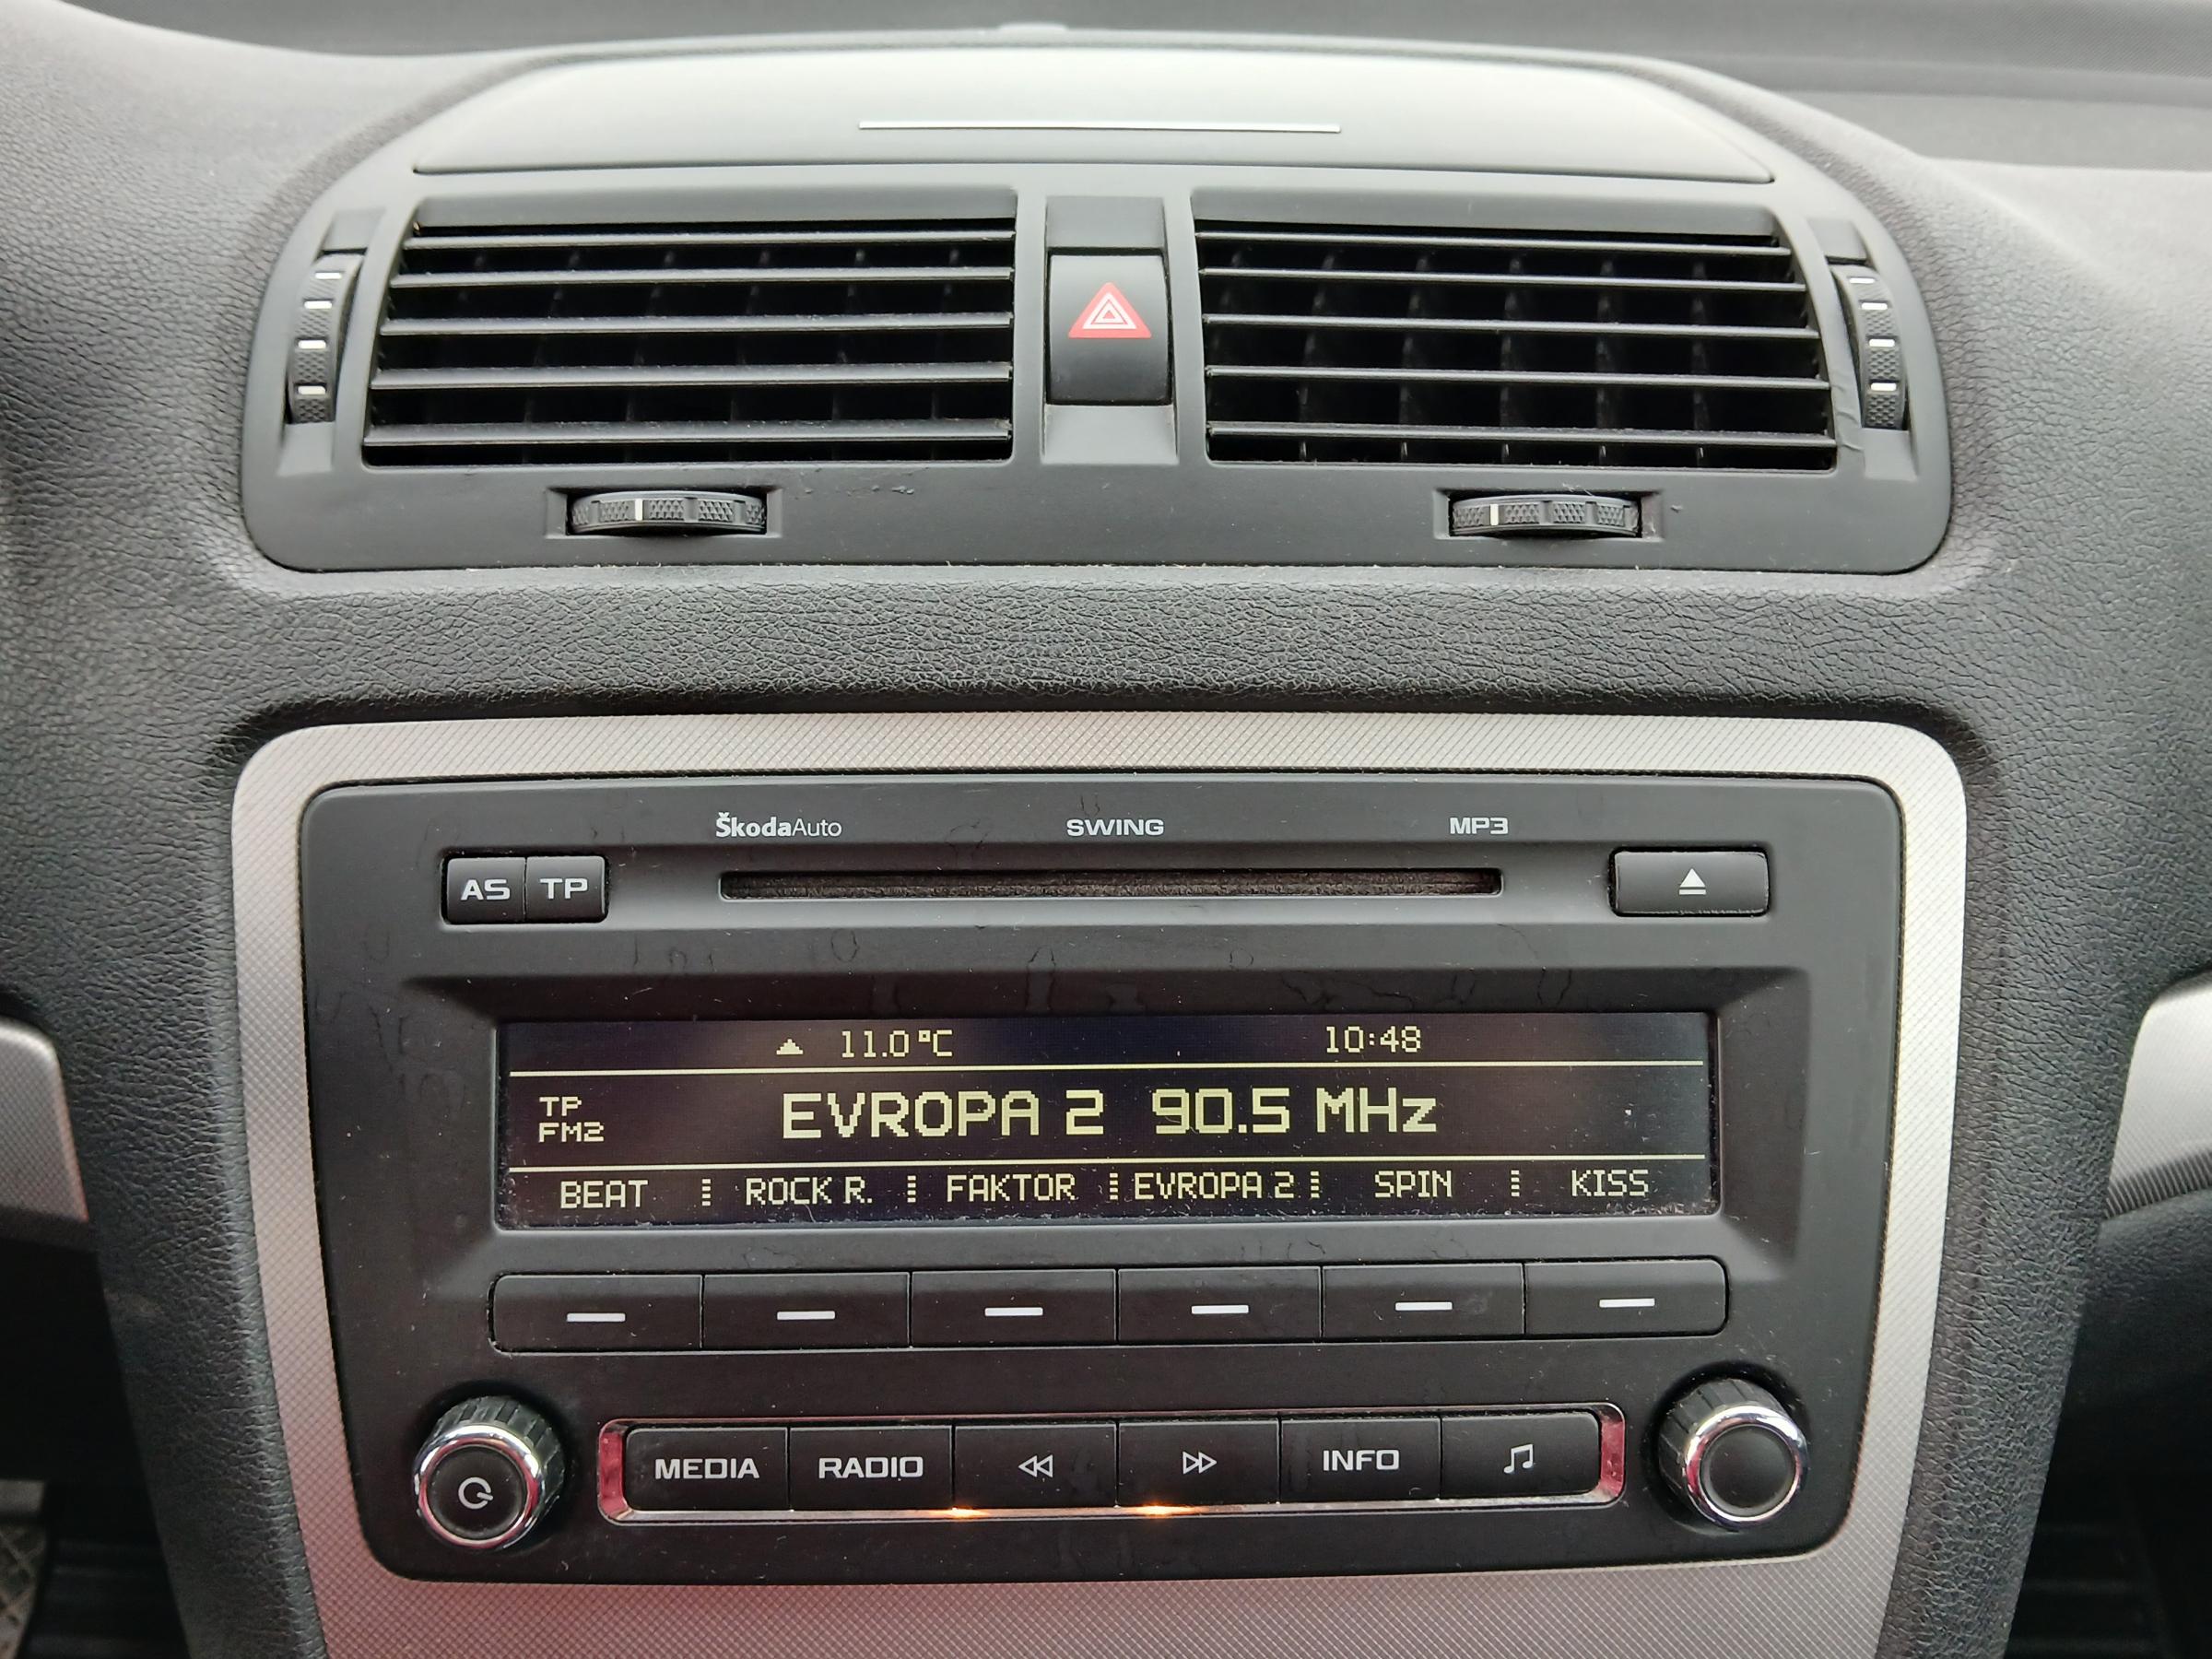 ŠkodaAuto SWING MP3
AS TP
11.0 °C 10:48
TP
FM2
EVROPA 2 90.5 MHz
BEAT ROCK R. FAKTOR EVROPA 2 SPIN KISS
MEDIA RADIO INFO